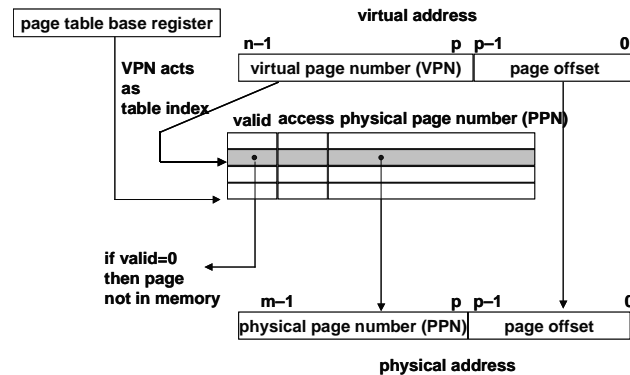 page table base register
virtual address
n–1 p p–1 0
virtual page number (VPN) page offset
VPN acts
as
table index
valid access physical page number (PPN)
if valid=0
then page
not in memory
m–1 p p–1 0
physical page number (PPN) page offset
physical address